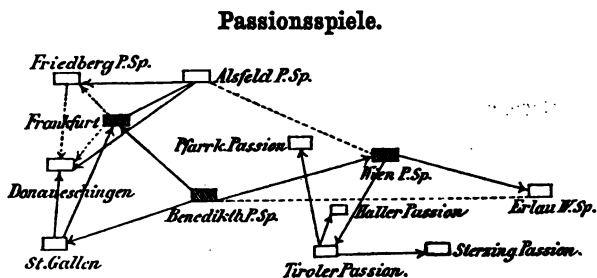 Passionsspiele.
Friedberg P.Sp.
Alsfeld P.Sp.
Frankfurt
Pfarrk. Passion
Wien P.Sp.
Donaueschingen
Benedikth P.Sp.
Haller Passion
Erlau W.Sp.
St. Gallen
Tiroler Passion.
Sterzing Passion.